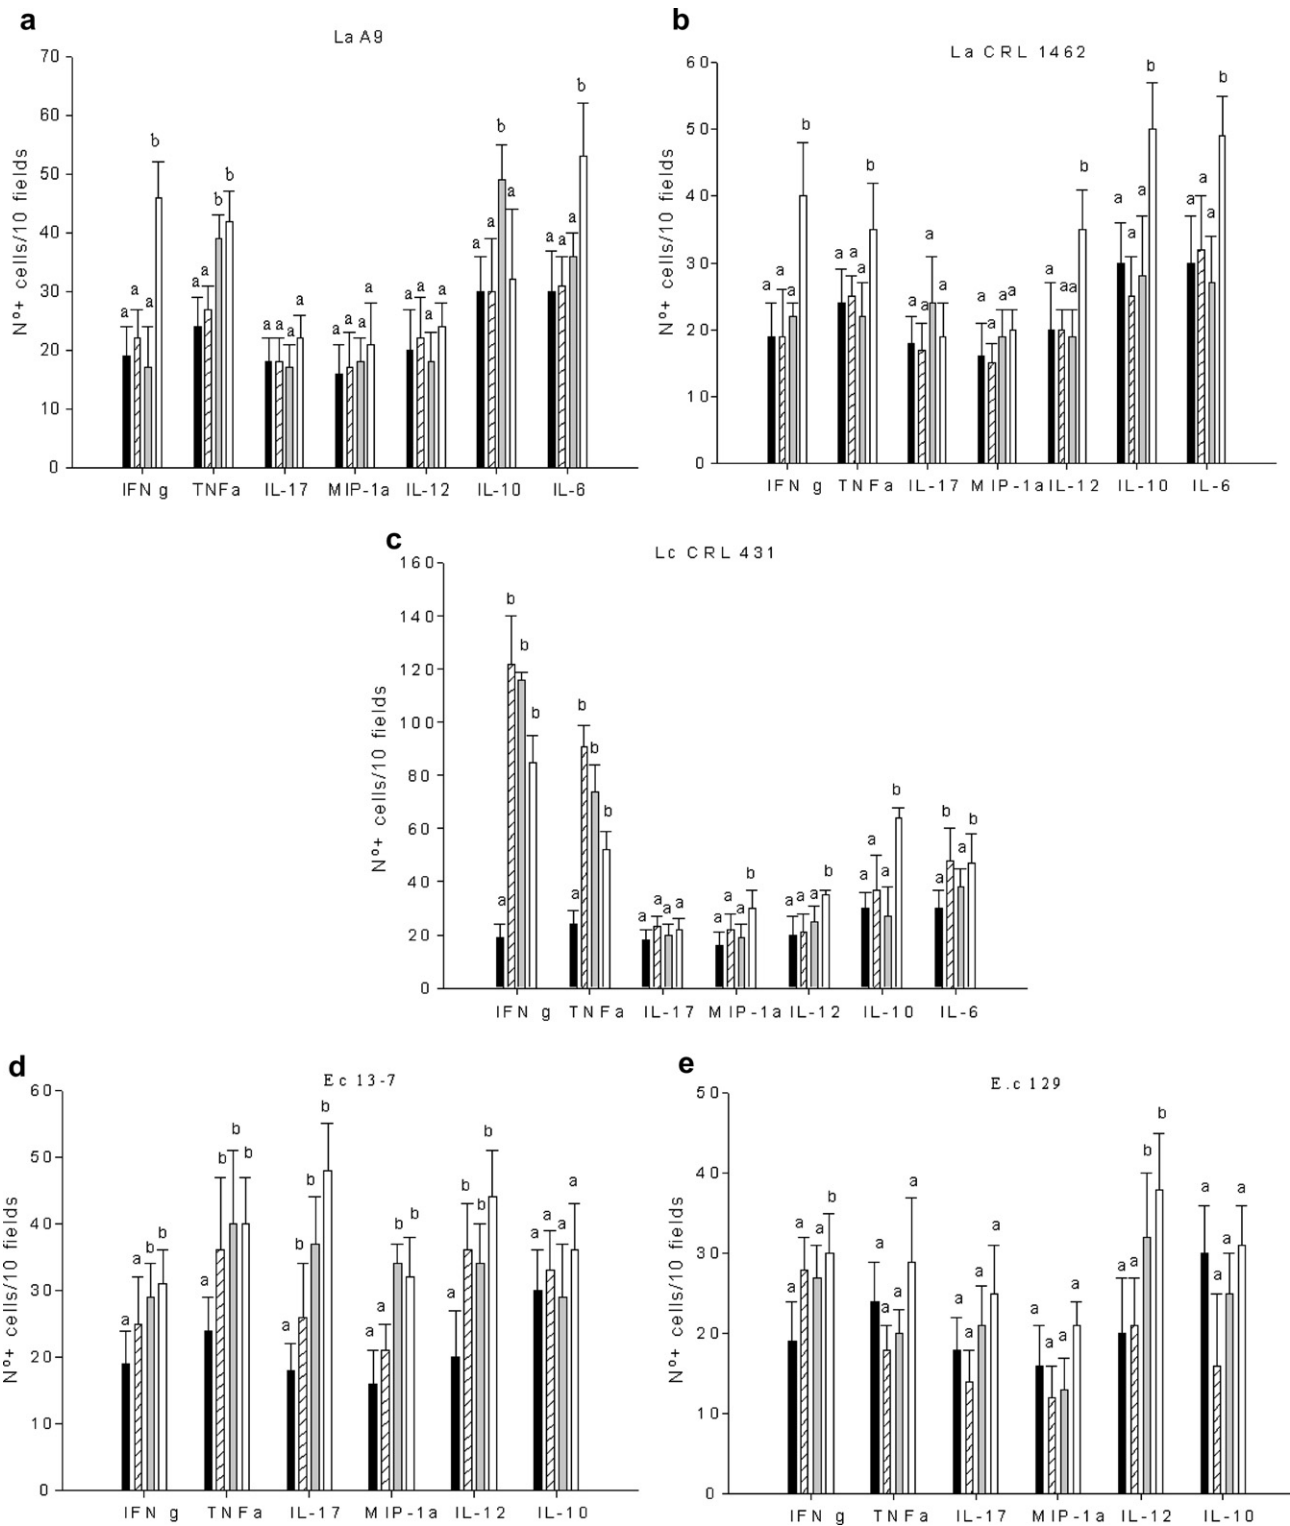 a
La A9
Nº+ cells/10 fields
70
60
50
40
30
20
10
0
a a a b
a a b b
a a a a
a a a a
a a a a
a a b a
a a a b
IFN g TNFa IL-17 MIP-1a IL-12 IL-10 IL-6
b
La CRL 1462
Nº+ cells/10 fields
60
50
40
30
20
10
0
a a a b
a a a b
a a a a
a a a a
a a a b
a a a b
a a a b
IFN g TNFa IL-17 MIP-1a IL-12 IL-10 IL-6
c
Lc CRL 431
Nº+ cells/10 fields
160
140
120
100
80
60
40
20
0
a b b b
a b b b
a a a a
a a a b
a a a b
a a a b
a b a b
IFN g TNFa IL-17 MIP-1a IL-12 IL-10 IL-6
d
Ec 13-7
Nº+ cells/10 fields
60
50
40
30
20
10
0
a a b b
a b b b
a b b b
a a b b
a b b b
a a a a
IFN g TNFa IL-17 MIP-1a IL-12 IL-10
e
E.c 129
Nº+ cells/10 fields
50
40
30
20
10
0
a a a b
a a a a
a a a a
a a a a
a a b b
a a a a
IFN g TNFa IL-17 MIP-1a IL-12 IL-10